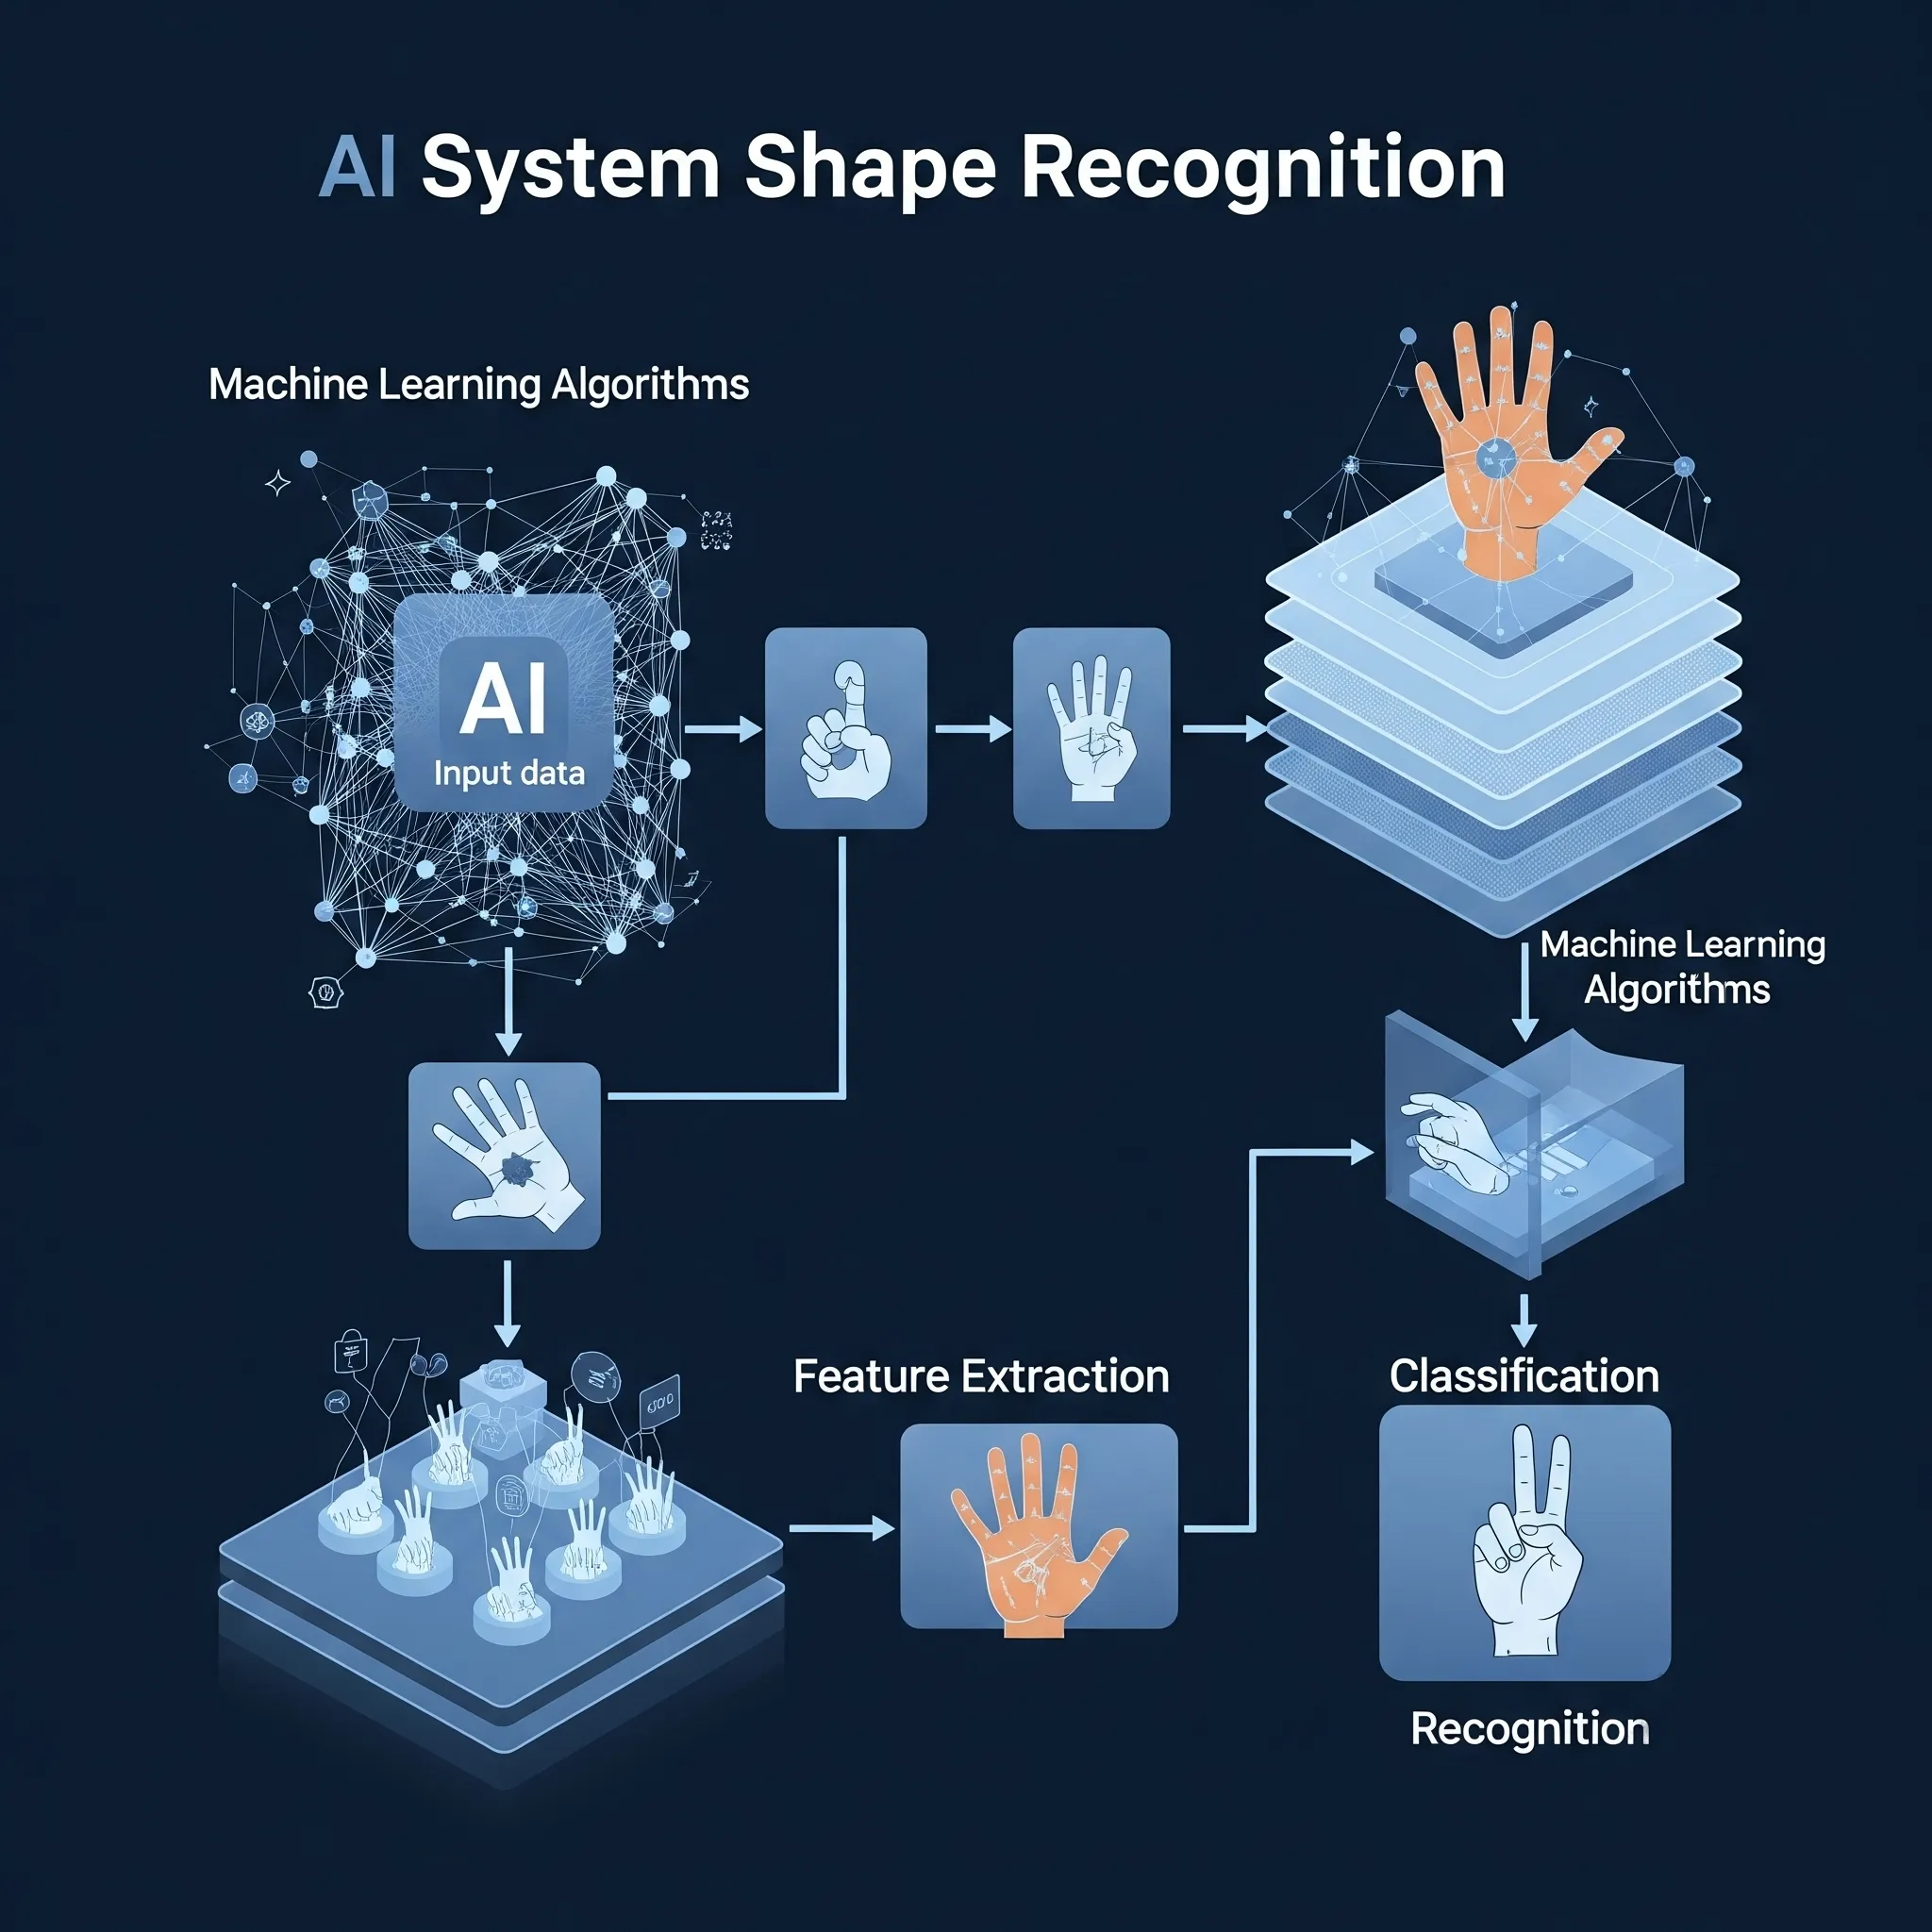 AI System Shape Recognition
Machine Learning Algorithms
AI
Input data
Machine Learning
Algorithms
Feature Extraction
Classification
Recognition